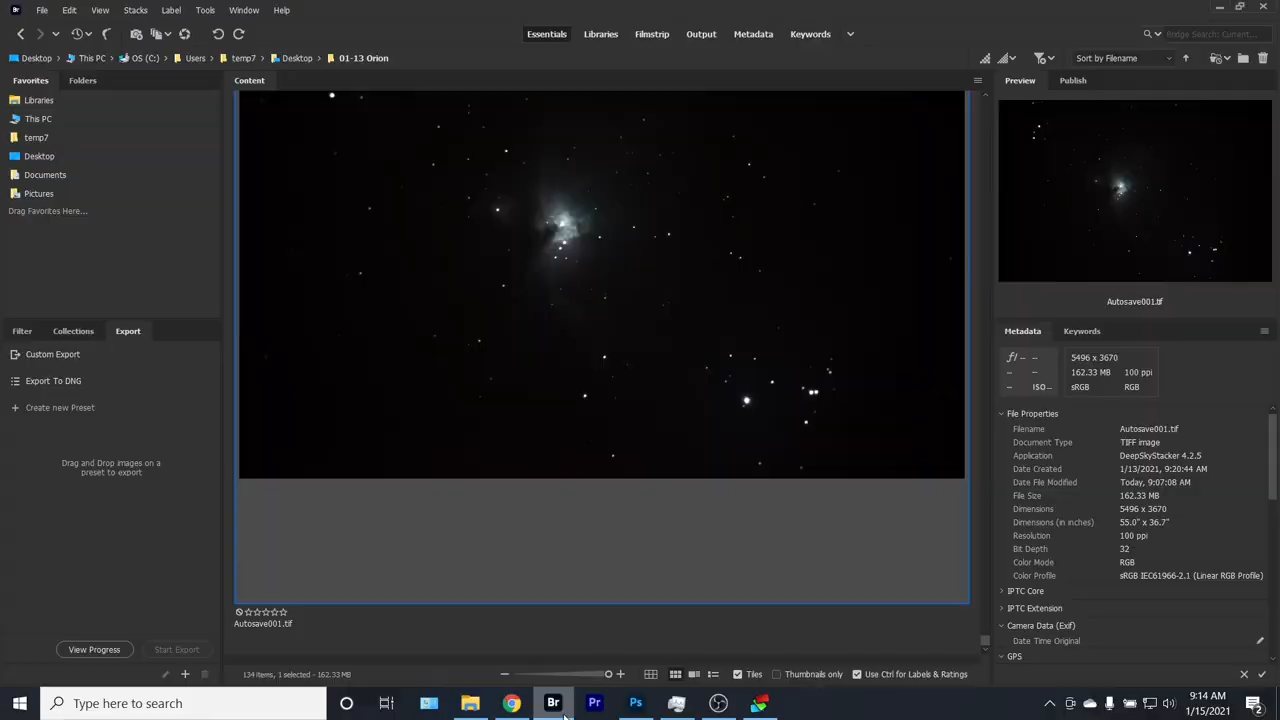 Br File Edit View Stacks Label Tools Window Help
Essentials Libraries Filmstrip Output Metadata Keywords Bridge Search: Current...
Desktop This PC OS (C:) Users temp7 Desktop 01-13 Orion Sort by Filename
Favorites Folders
Libraries
This PC
temp7
Desktop
Documents
Pictures
Drag Favorites Here...
Filter Collections Export
Custom Export
Export To DNG
Create new Preset
Drag and Drop images on a
preset to export
View Progress Start Export
Content
Autosave001.tif
134 items, 1 selected - 162.33 MB
Tiles Thumbnails only Use Ctrl for Labels & Ratings
Preview Publish
Autosave001.tif
Metadata Keywords
f/ -- --
-- --
-- ISO--
5496 x 3670
162.33 MB 100 ppi
sRGB RGB
File Properties
Filename Autosave001.tif
Document Type TIFF image
Application DeepSkyStacker 4.2.5
Date Created 1/13/2021, 9:20:44 AM
Date File Modified Today, 9:07:08 AM
File Size 162.33 MB
Dimensions 5496 x 3670
Dimensions (in inches) 55.0" x 36.7"
Resolution 100 ppi
Bit Depth 32
Color Mode RGB
Color Profile sRGB IEC61966-2.1 (Linear RGB Profile)
IPTC Core
IPTC Extension
Camera Data (Exif)
Date Time Original
GPS
Type here to search
Br Pr Ps
9:14 AM
1/15/2021
2